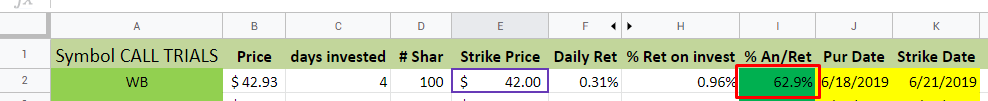 A B C D E F H I J K
1 Symbol CALL TRIALS Price days invested # Shar Strike Price Daily Ret % Ret on invest % An/Ret Pur Date Strike Date
2 WB $ 42.93 4 100 $ 42.00 0.31% 0.96% 62.9% 6/18/2019 6/21/2019